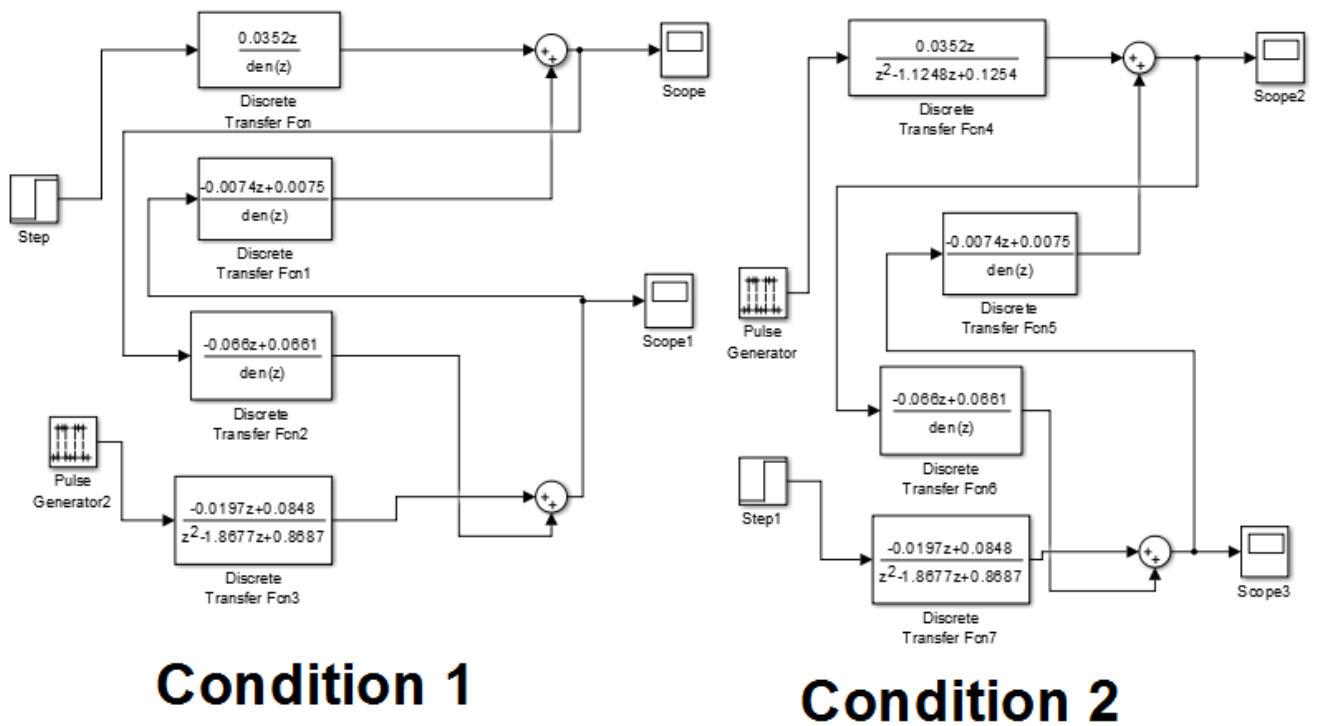 0.0352z
den(z)
Discrete
Transfer Fcn
Scope
-0.0074z+0.0075
den(z)
Discrete
Transfer Fcn1
Step
Scope1
-0.066z+0.0661
den(z)
Discrete
Transfer Fcn2
Pulse
Generator2
-0.0197z+0.0848
z²-1.8677z+0.8687
Discrete
Transfer Fcn3
Condition 1
0.0352z
z²-1.1248z+0.1254
Discrete
Transfer Fcn4
Scope2
-0.0074z+0.0075
den(z)
Discrete
Transfer Fcn5
Pulse
Generator
-0.066z+0.0661
den(z)
Discrete
Transfer Fcn6
Step1
-0.0197z+0.0848
z²-1.8677z+0.8687
Discrete
Transfer Fcn7
Scope3
Condition 2